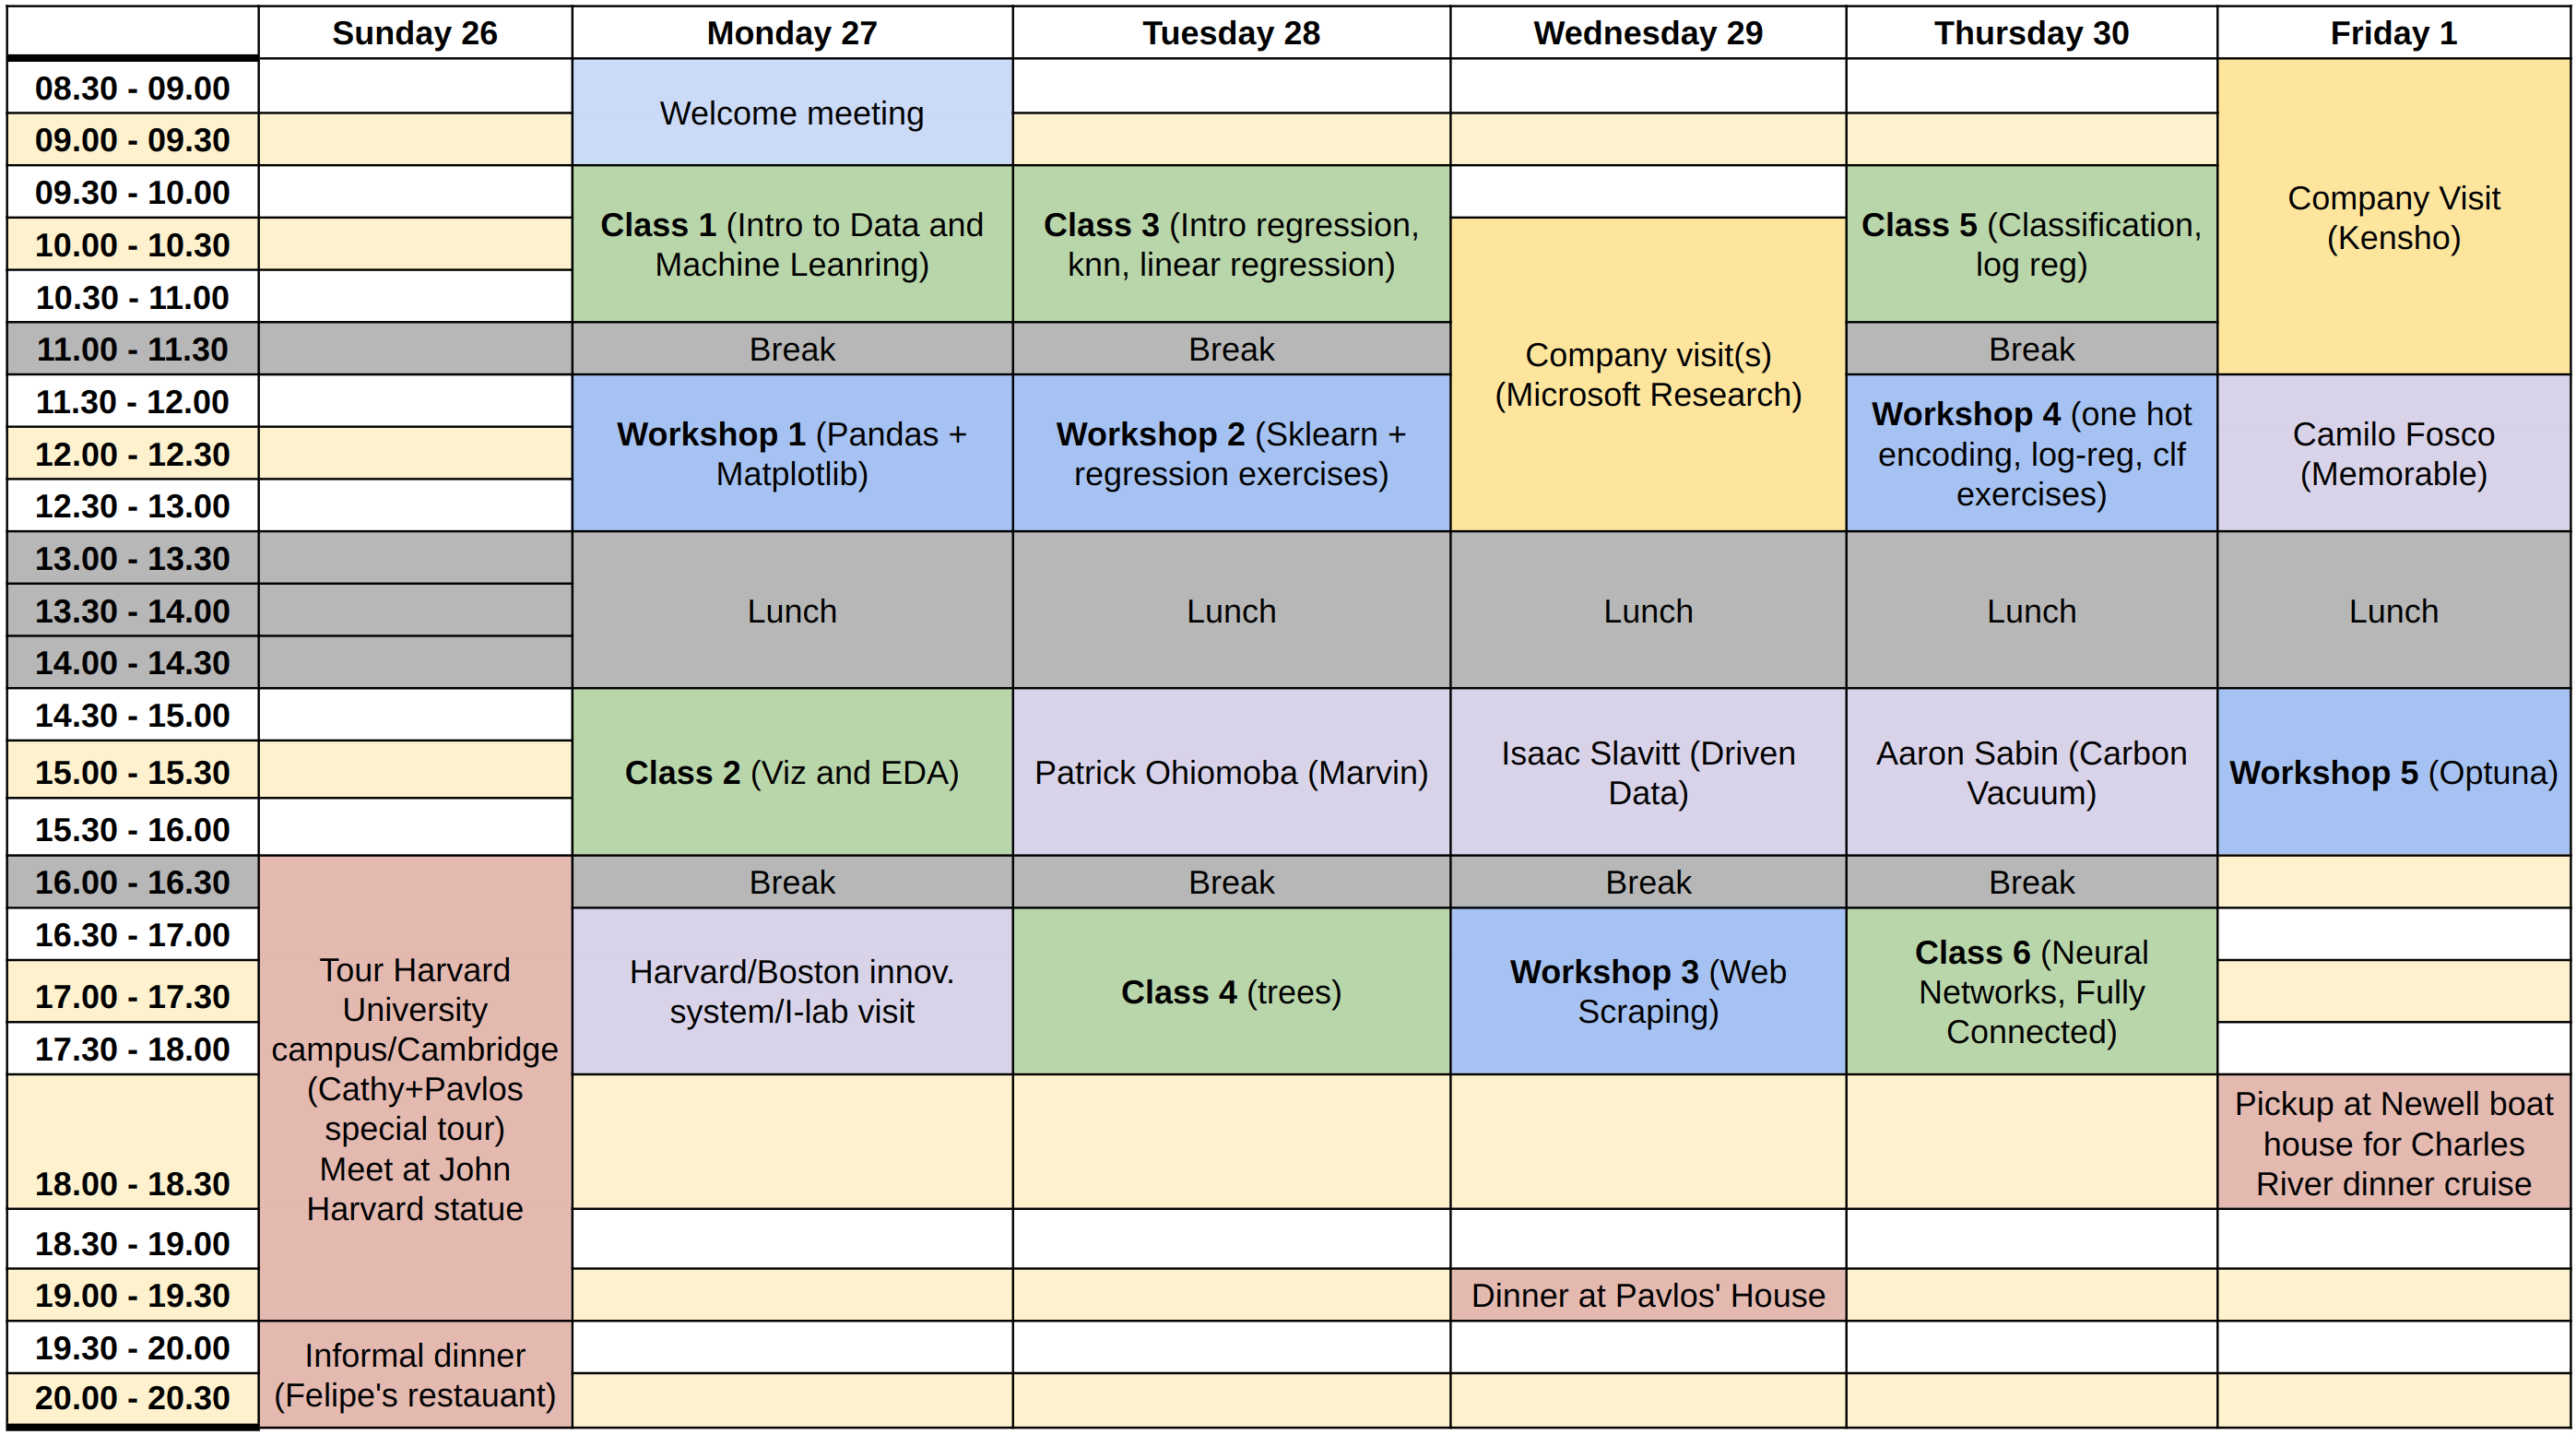 Sunday 26 Monday 27 Tuesday 28 Wednesday 29 Thursday 30 Friday 1
08.30 - 09.00
Welcome meeting
09.00 - 09.30
09.30 - 10.00
10.00 - 10.30
10.30 - 11.00
Class 1 (Intro to Data and
Machine Leanring)
Class 3 (Intro regression,
knn, linear regression)
Class 5 (Classification,
log reg)
Company Visit
(Kensho)
11.00 - 11.30
Break
Break
Break
Company visit(s)
(Microsoft Research)
11.30 - 12.00
12.00 - 12.30
12.30 - 13.00
Workshop 1 (Pandas +
Matplotlib)
Workshop 2 (Sklearn +
regression exercises)
Workshop 4 (one hot
encoding, log-reg, clf
exercises)
Camilo Fosco
(Memorable)
13.00 - 13.30
13.30 - 14.00
14.00 - 14.30
Lunch
Lunch
Lunch
Lunch
Lunch
14.30 - 15.00
15.00 - 15.30
15.30 - 16.00
Class 2 (Viz and EDA)
Patrick Ohiomoba (Marvin)
Isaac Slavitt (Driven
Data)
Aaron Sabin (Carbon
Vacuum)
Workshop 5 (Optuna)
16.00 - 16.30
Break
Break
Break
Break
16.30 - 17.00
17.00 - 17.30
17.30 - 18.00
Tour Harvard
University
campus/Cambridge
(Cathy+Pavlos
special tour)
Meet at John
Harvard statue
Harvard/Boston innov.
system/I-lab visit
Class 4 (trees)
Workshop 3 (Web
Scraping)
Class 6 (Neural
Networks, Fully
Connected)
18.00 - 18.30
Pickup at Newell boat
house for Charles
River dinner cruise
18.30 - 19.00
19.00 - 19.30
Dinner at Pavlos' House
19.30 - 20.00
20.00 - 20.30
Informal dinner
(Felipe's restauant)